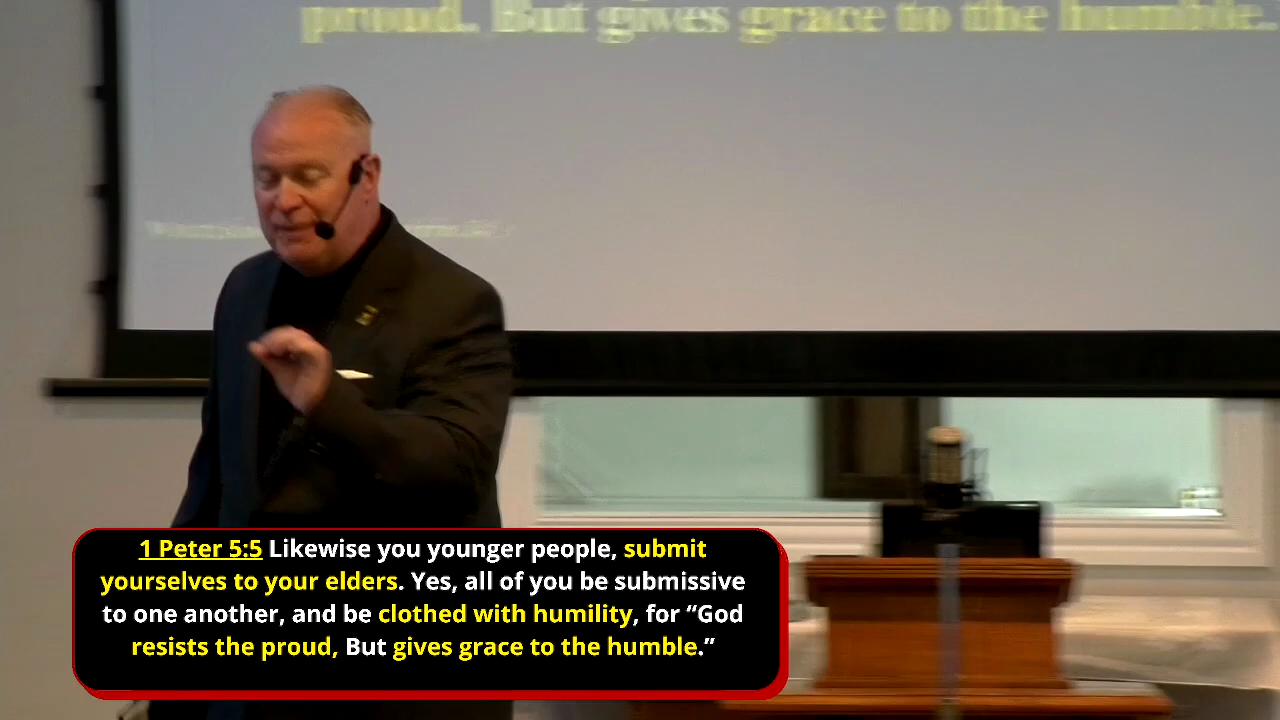 proud. But gives grace to the humble.
1 Peter 5:5 Likewise you younger people, submit
yourselves to your elders. Yes, all of you be submissive
to one another, and be clothed with humility, for “God
resists the proud, But gives grace to the humble.”